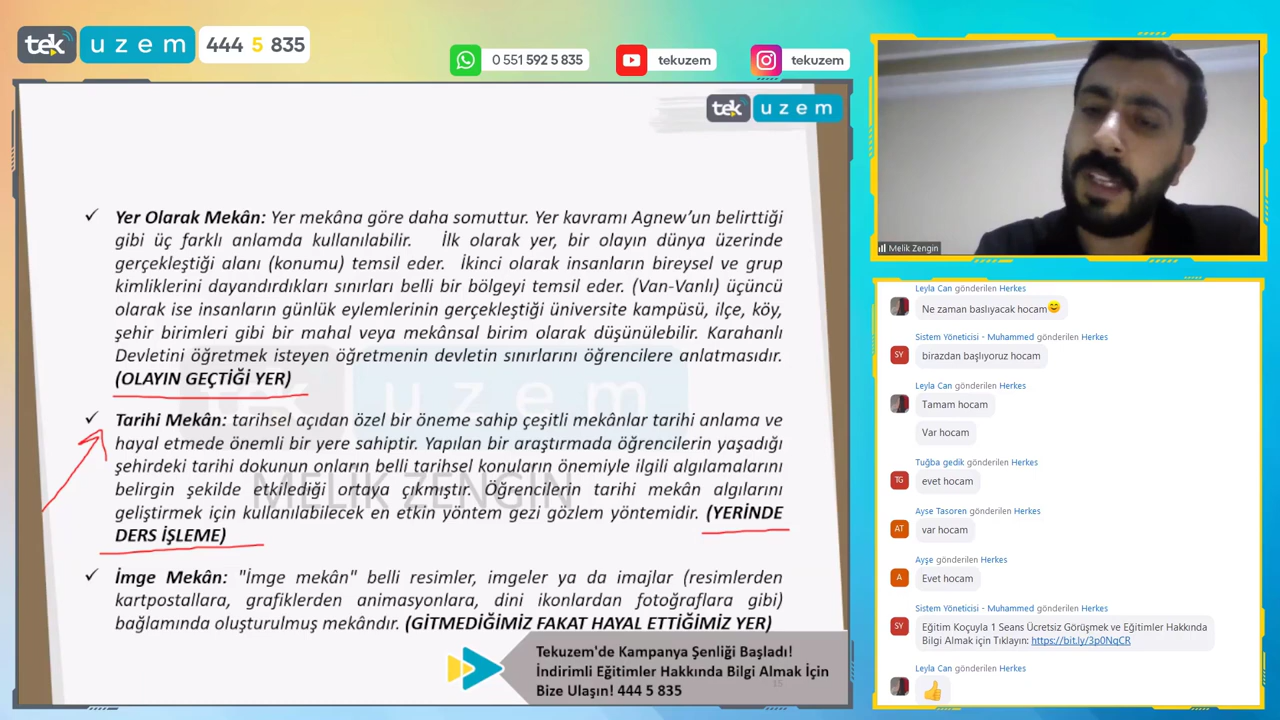 tek uzem 444 5 835
0 551 592 5 835
tekuzem
tekuzem
tek uzem
Yer Olarak Mekân: Yer mekâna göre daha somuttur. Yer kavramı Agnew’un belirttiği
gibi üç farklı anlamda kullanılabilir. İlk olarak yer, bir olayın dünya üzerinde
gerçekleştiği alanı (konumu) temsil eder. İkinci olarak insanların bireysel ve grup
kimliklerini dayandırdıkları sınırları belli bir bölgeyi temsil eder. (Van-Vanlı) üçüncü
olarak ise insanların günlük eylemlerinin gerçekleştiği üniversite kampüsü, ilçe, köy,
şehir birimleri gibi bir mahal veya mekânsal birim olarak düşünülebilir. Karahanlı
Devletini öğretmek isteyen öğretmenin devletin sınırlarını öğrencilere anlatmasıdır.
(OLAYIN GEÇTİĞİ YER)
tek uzem
Tarihi Mekân: tarihsel açıdan özel bir öneme sahip çeşitli mekânlar tarihi anlama ve
hayal etmede önemli bir yere sahiptir. Yapılan bir araştırmada öğrencilerin yaşadığı
şehirdeki tarihi dokunun onların belli tarihsel konuların önemiyle ilgili algılamalarını
belirgin şekilde etkilediği ortaya çıkmıştır. Öğrencilerin tarihi mekân algılarını
MELIK ZENGIN
geliştirmek için kullanılabilecek en etkin yöntem gezi gözlem yöntemidir. (YERİNDE
DERS İŞLEME)
İmge Mekân: "İmge mekân" belli resimler, imgeler ya da imajlar (resimlerden
kartpostallara, grafiklerden animasyonlara, dini ikonlardan fotoğraflara gibi)
bağlamında oluşturulmuş mekândır. (GİTMEDİĞİMİZ FAKAT HAYAL ETTİĞİMİZ YER)
Tekuzem'de Kampanya Şenliği Başladı!
İndirimli Eğitimler Hakkında Bilgi Almak İçin
Bize Ulaşın! 444 5 835
15
Melik Zengin
Leyla Can gönderilen Herkes
Ne zaman baslıyacak hocam😊
Sistem Yöneticisi - Muhammed gönderilen Herkes
SY
birazdan başlıyoruz hocam
Leyla Can gönderilen Herkes
Tamam hocam
Var hocam
Tuğba gedik gönderilen Herkes
TG
evet hocam
Ayse Tasoren gönderilen Herkes
AT
var hocam
Ayşe gönderilen Herkes
A
Evet hocam
Sistem Yöneticisi - Muhammed gönderilen Herkes
SY
Eğitim Koçuyla 1 Seans Ücretsiz Görüşmek ve Eğitimler Hakkında
Bilgi Almak için Tıklayın: https://bit.ly/3p0NqCR
Leyla Can gönderilen Herkes
👍